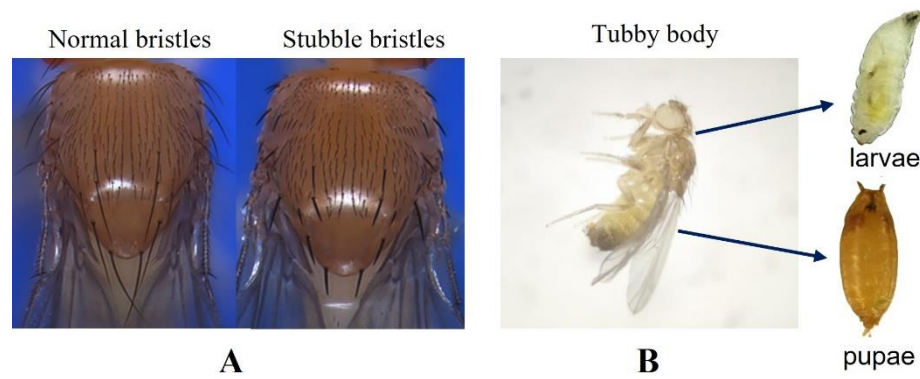 Normal bristles
Stubble bristles
Tubby body
larvae
pupae
A
B